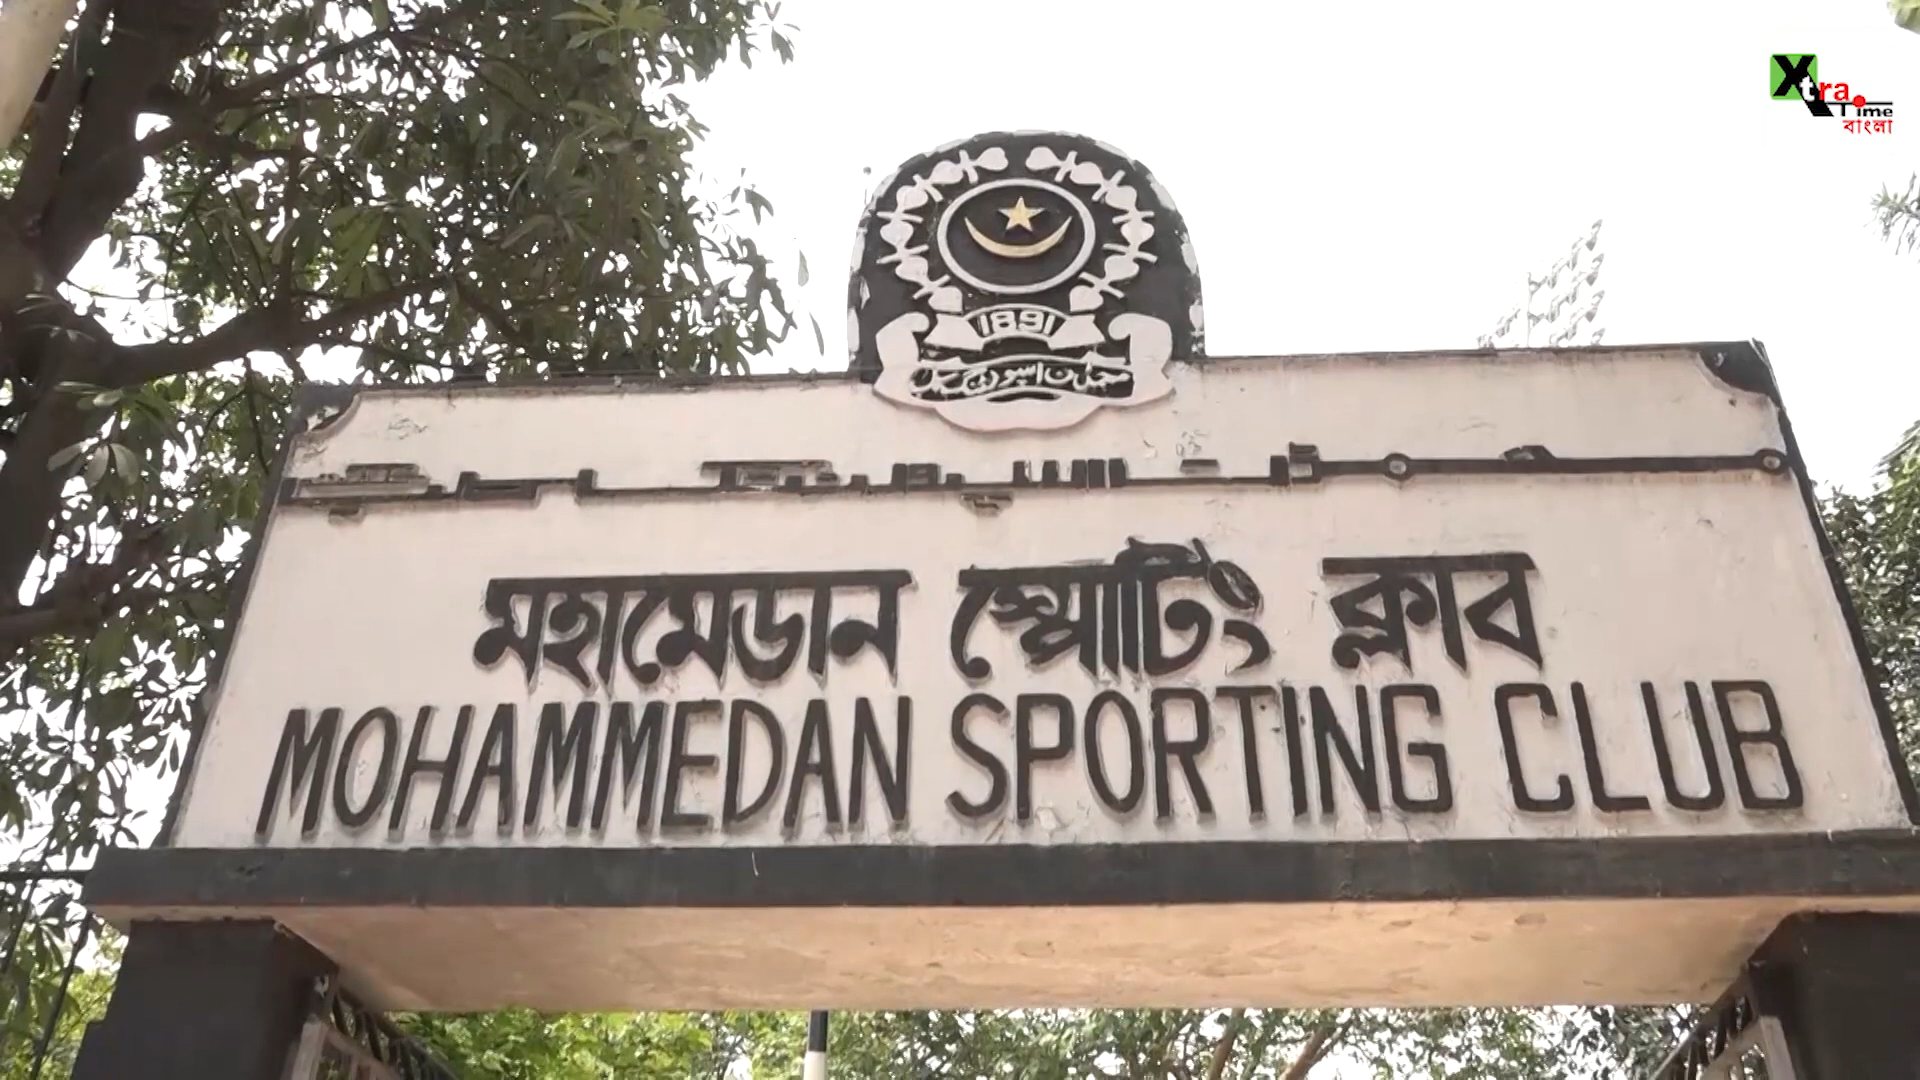 Xtra Time
বাংলা
1891
মহামেডান স্পোর্টিং ক্লাব
MOHAMMEDAN SPORTING CLUB